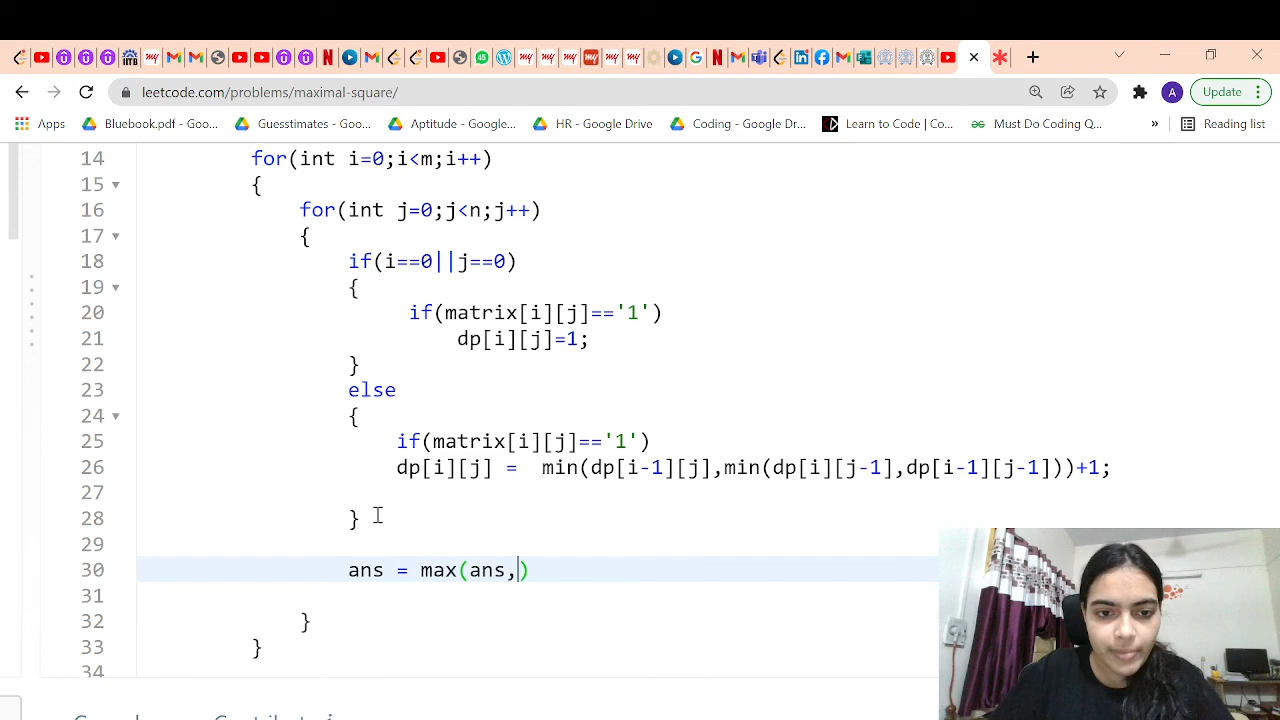 Update
leetcode.com/problems/maximal-square/
Apps Bluebook.pdf - Goo... Guesstimates - Goo... Aptitude - Google... HR - Google Drive Coding - Google Dr... Learn to Code | Co... Must Do Coding Q... » Reading list
14 for(int i=0;i<m;i++)
15 {
16 for(int j=0;j<n;j++)
17 {
18 if(i==0||j==0)
19 {
20 if(matrix[i][j]=='1')
21 dp[i][j]=1;
22 }
23 else
24 {
25 if(matrix[i][j]=='1')
26 dp[i][j] = min(dp[i-1][j],min(dp[i][j-1],dp[i-1][j-1]))+1;
27
28 }
29
30 ans = max(ans,)
31
32 }
33 }
34